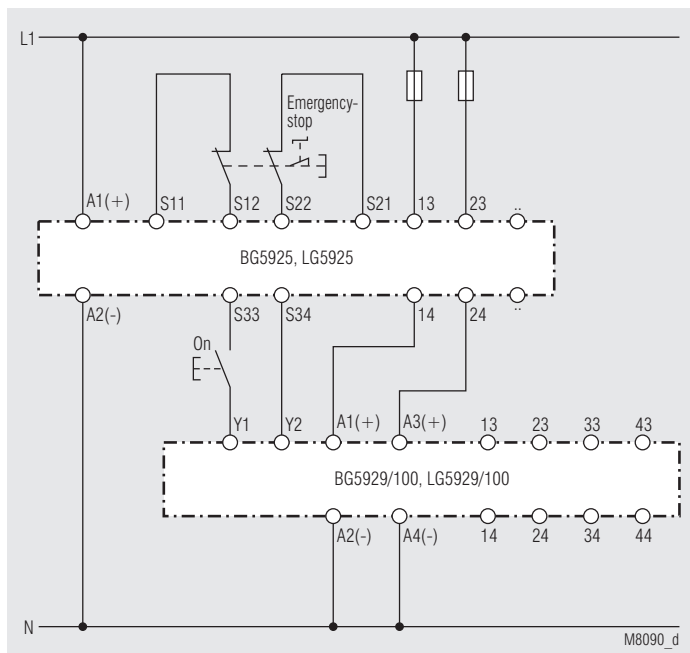 L1
Emergency-
stop
A1(+) S11 S12 S22 S21 13 23 ..
BG5925, LG5925
A2(-) S33 S34 14 24 ..
On
Y1 Y2 A1(+) A3(+) 13 23 33 43
BG5929/100, LG5929/100
A2(-) A4(-) 14 24 34 44
N
M8090_d